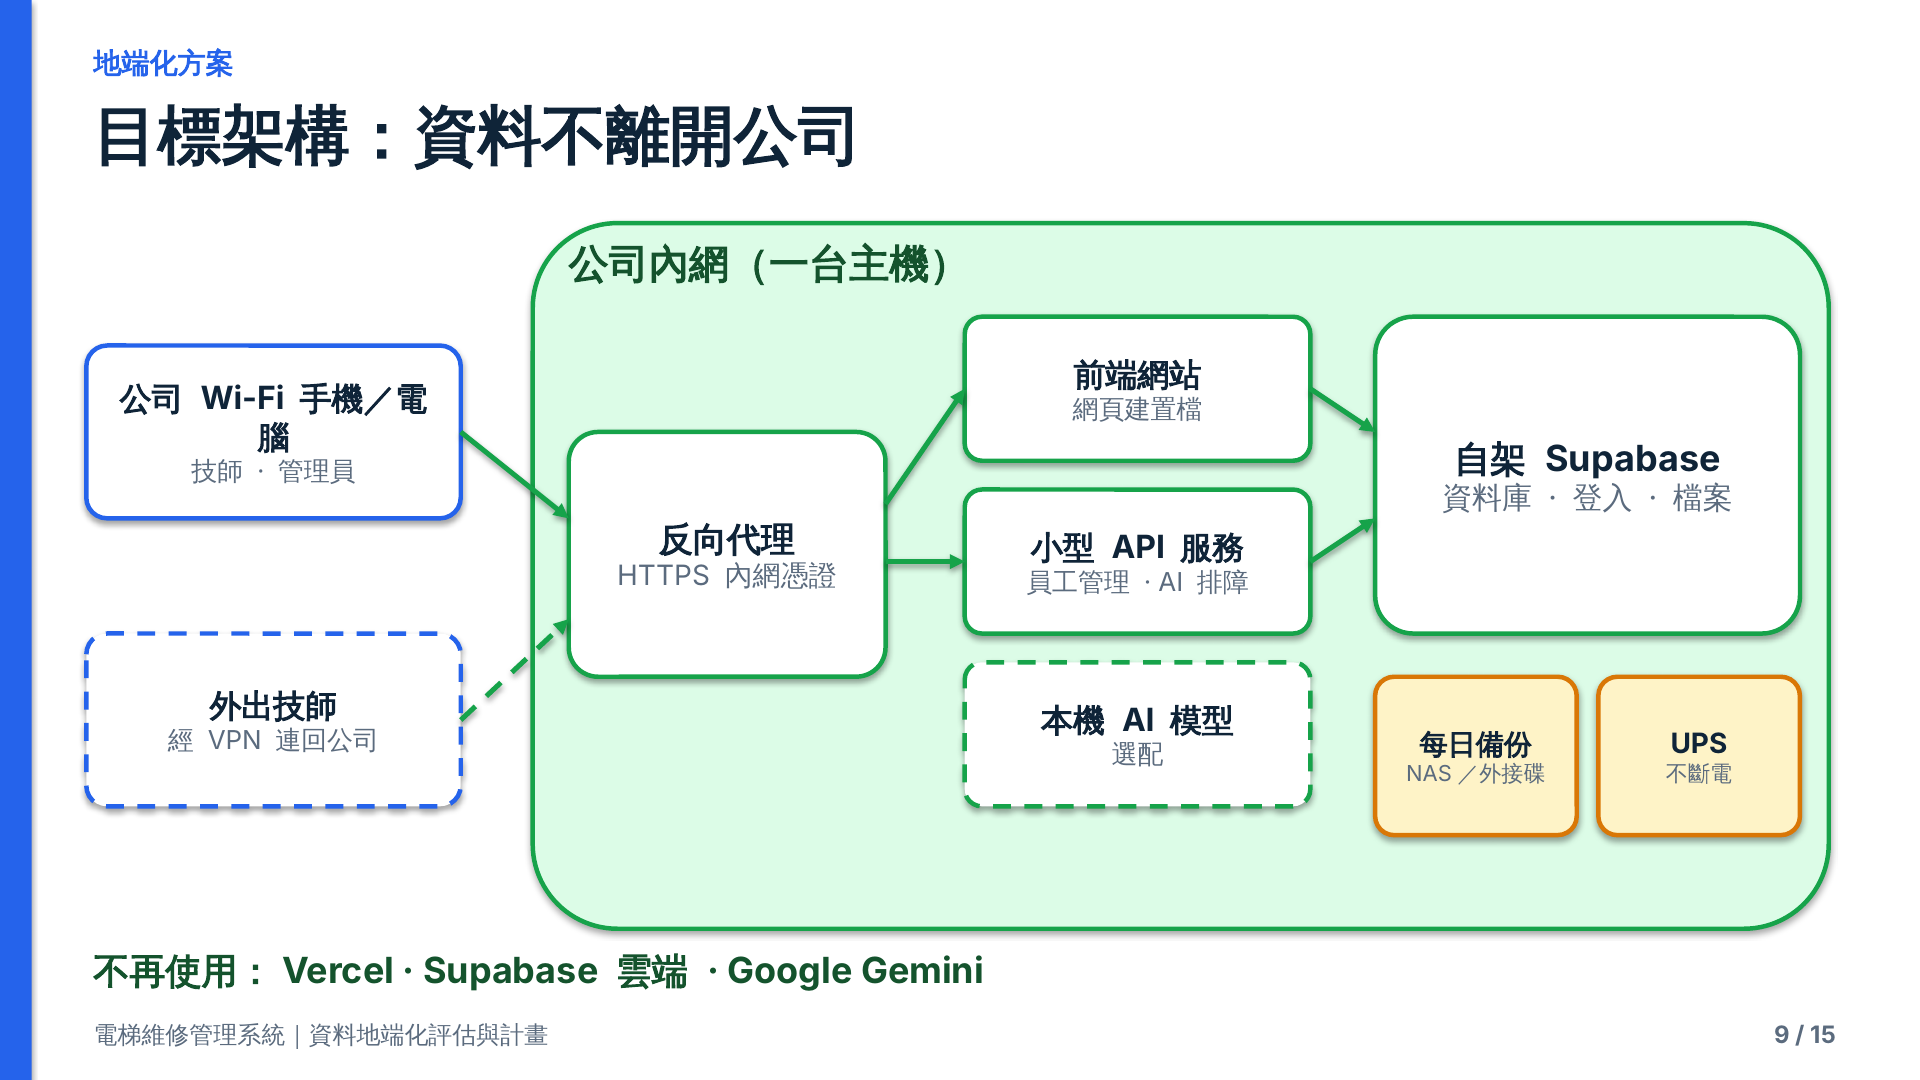 地端化方案
目標架構：資料不離開公司
公司內網（一台主機）
公司 Wi-Fi 手機／電
腦
技師 · 管理員
外出技師
經 VPN 連回公司
反向代理
HTTPS 內網憑證
前端網站
網頁建置檔
小型 API 服務
員工管理 · AI 排障
本機 AI 模型
選配
自架 Supabase
資料庫 · 登入 · 檔案
每日備份
NAS／外接碟
UPS
不斷電
不再使用：Vercel · Supabase 雲端 · Google Gemini
電梯維修管理系統｜資料地端化評估與計畫
9 / 15